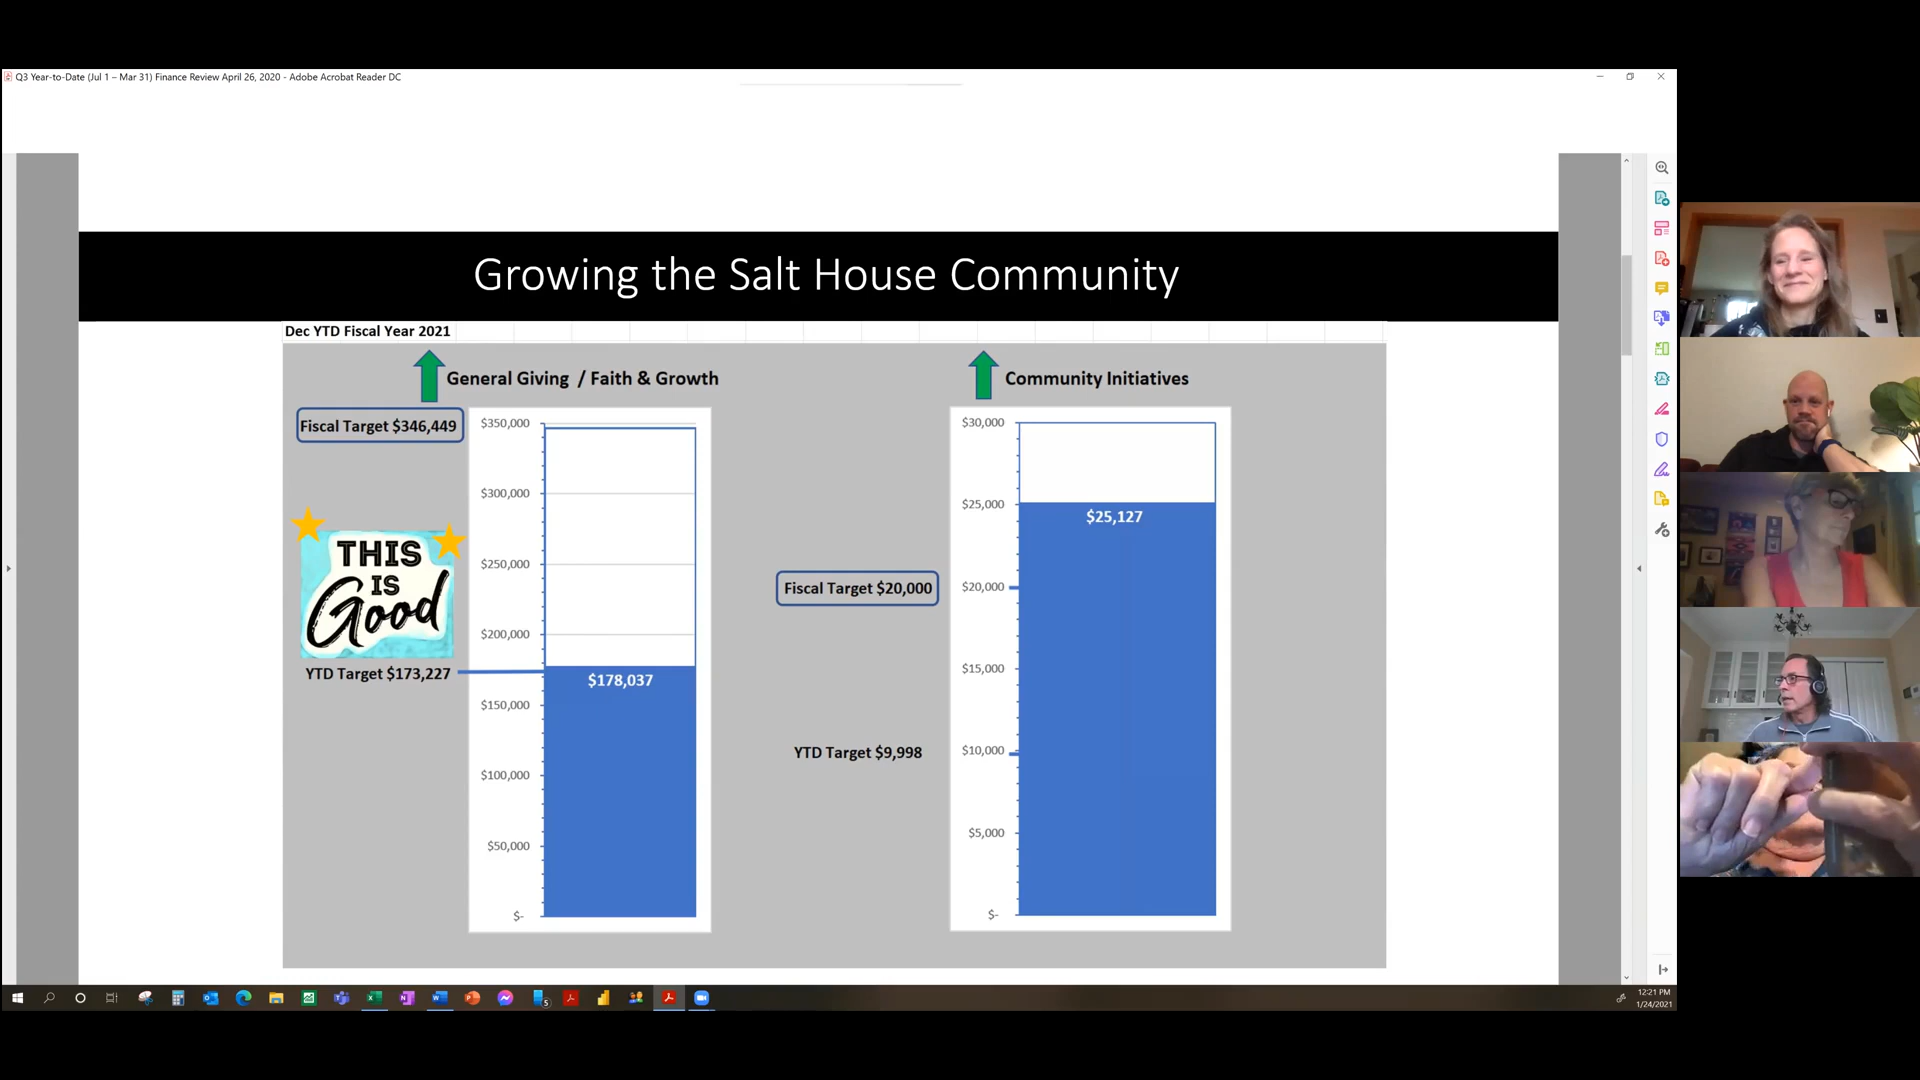 Q3 Year-to-Date (Jul 1 – Mar 31) Finance Review April 26, 2020 - Adobe Acrobat Reader DC
Growing the Salt House Community
Dec YTD Fiscal Year 2021
General Giving / Faith & Growth
Fiscal Target $346,449
$350,000
$300,000
$250,000
$200,000
$150,000
$100,000
$50,000
$-
THIS
IS
Good
YTD Target $173,227
$178,037
Community Initiatives
$30,000
$25,000
$20,000
$15,000
$10,000
$5,000
$-
$25,127
Fiscal Target $20,000
YTD Target $9,998
5
12:21 PM
1/24/2021